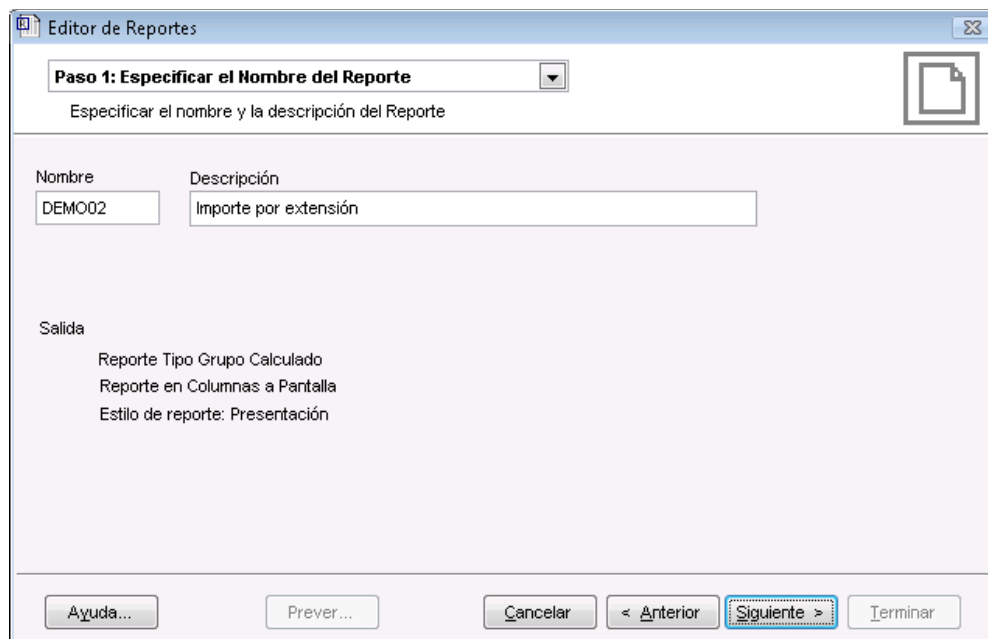 Editor de Reportes
Paso 1: Especificar el Nombre del Reporte
Especificar el nombre y la descripción del Reporte
Nombre
Descripción
DEMO02
Importe por extensión
Salida
Reporte Tipo Grupo Calculado
Reporte en Columnas a Pantalla
Estilo de reporte: Presentación
Ayuda...
Prever...
Cancelar
< Anterior
Siguiente >
Terminar